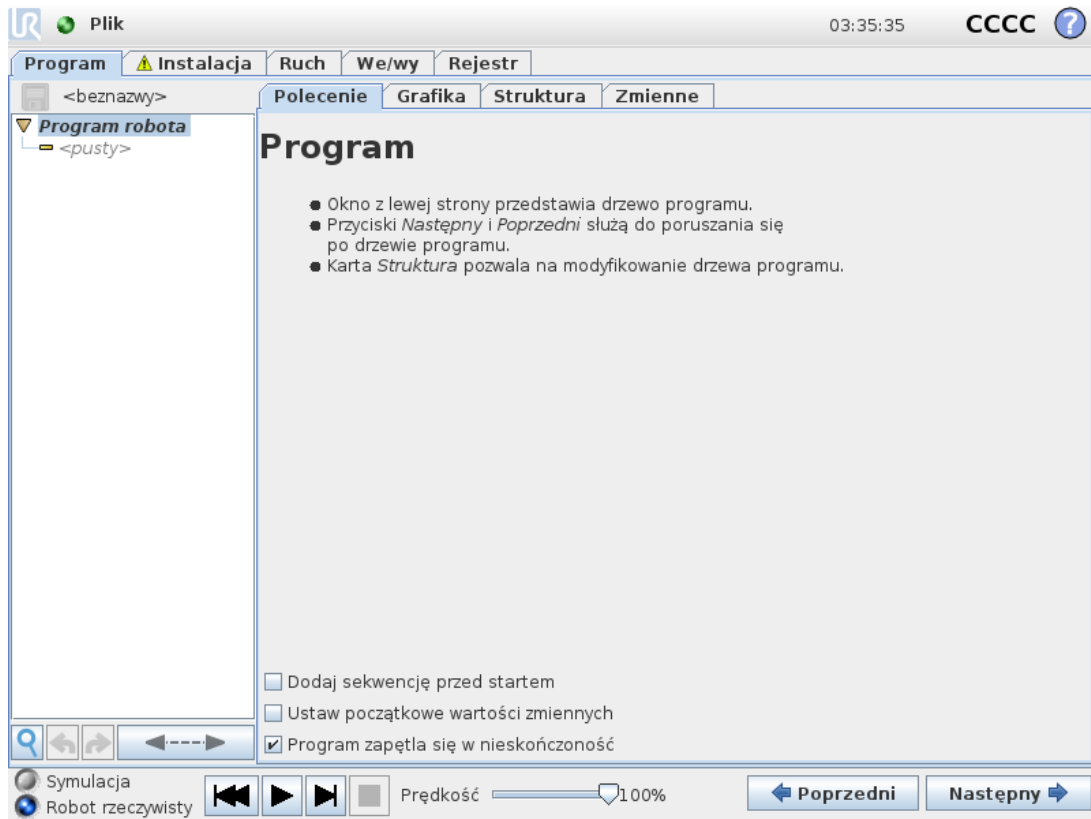 UR Plik 03:35:35 CCCC ?
Program Instalacja Ruch We/wy Rejestr
<beznazwy> Polecenie Grafika Struktura Zmienne
Program robota
<pusty>
Program
Okno z lewej strony przedstawia drzewo programu.
Przyciski Następny i Poprzedni służą do poruszania się
po drzewie programu.
Karta Struktura pozwala na modyfikowanie drzewa programu.
Dodaj sekwencję przed startem
Ustaw początkowe wartości zmiennych
Program zapętla się w nieskończoność
Symulacja
Robot rzeczywisty
Prędkość 100%
Poprzedni Następny